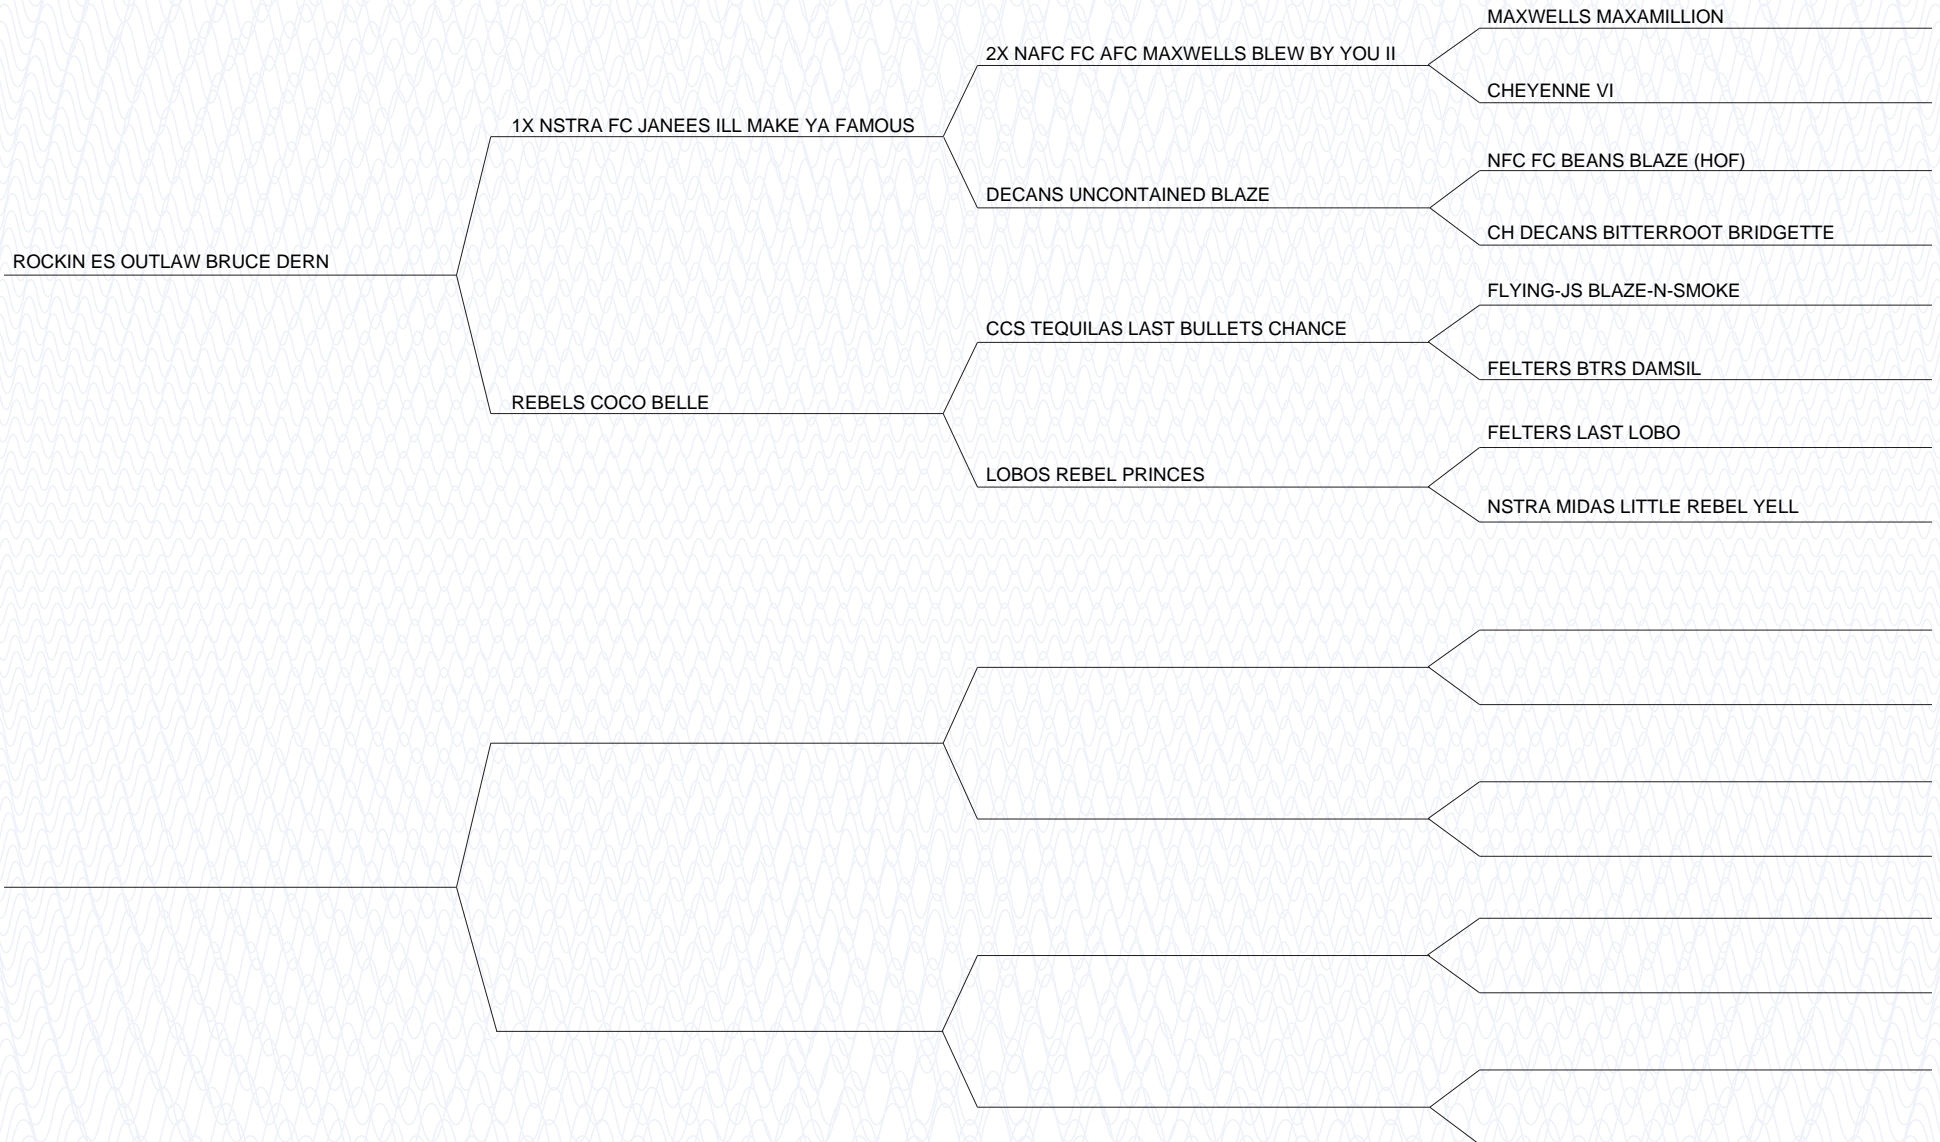 MAXWELLS MAXAMILLION
2X NAFC FC AFC MAXWELLS BLEW BY YOU II
CHEYENNE VI
1X NSTRA FC JANEES ILL MAKE YA FAMOUS
NFC FC BEANS BLAZE (HOF)
DECANS UNCONTAINED BLAZE
CH DECANS BITTERROOT BRIDGETTE
ROCKIN ES OUTLAW BRUCE DERN
FLYING-JS BLAZE-N-SMOKE
CCS TEQUILAS LAST BULLETS CHANCE
FELTERS BTRS DAMSIL
REBELS COCO BELLE
FELTERS LAST LOBO
LOBOS REBEL PRINCES
NSTRA MIDAS LITTLE REBEL YELL